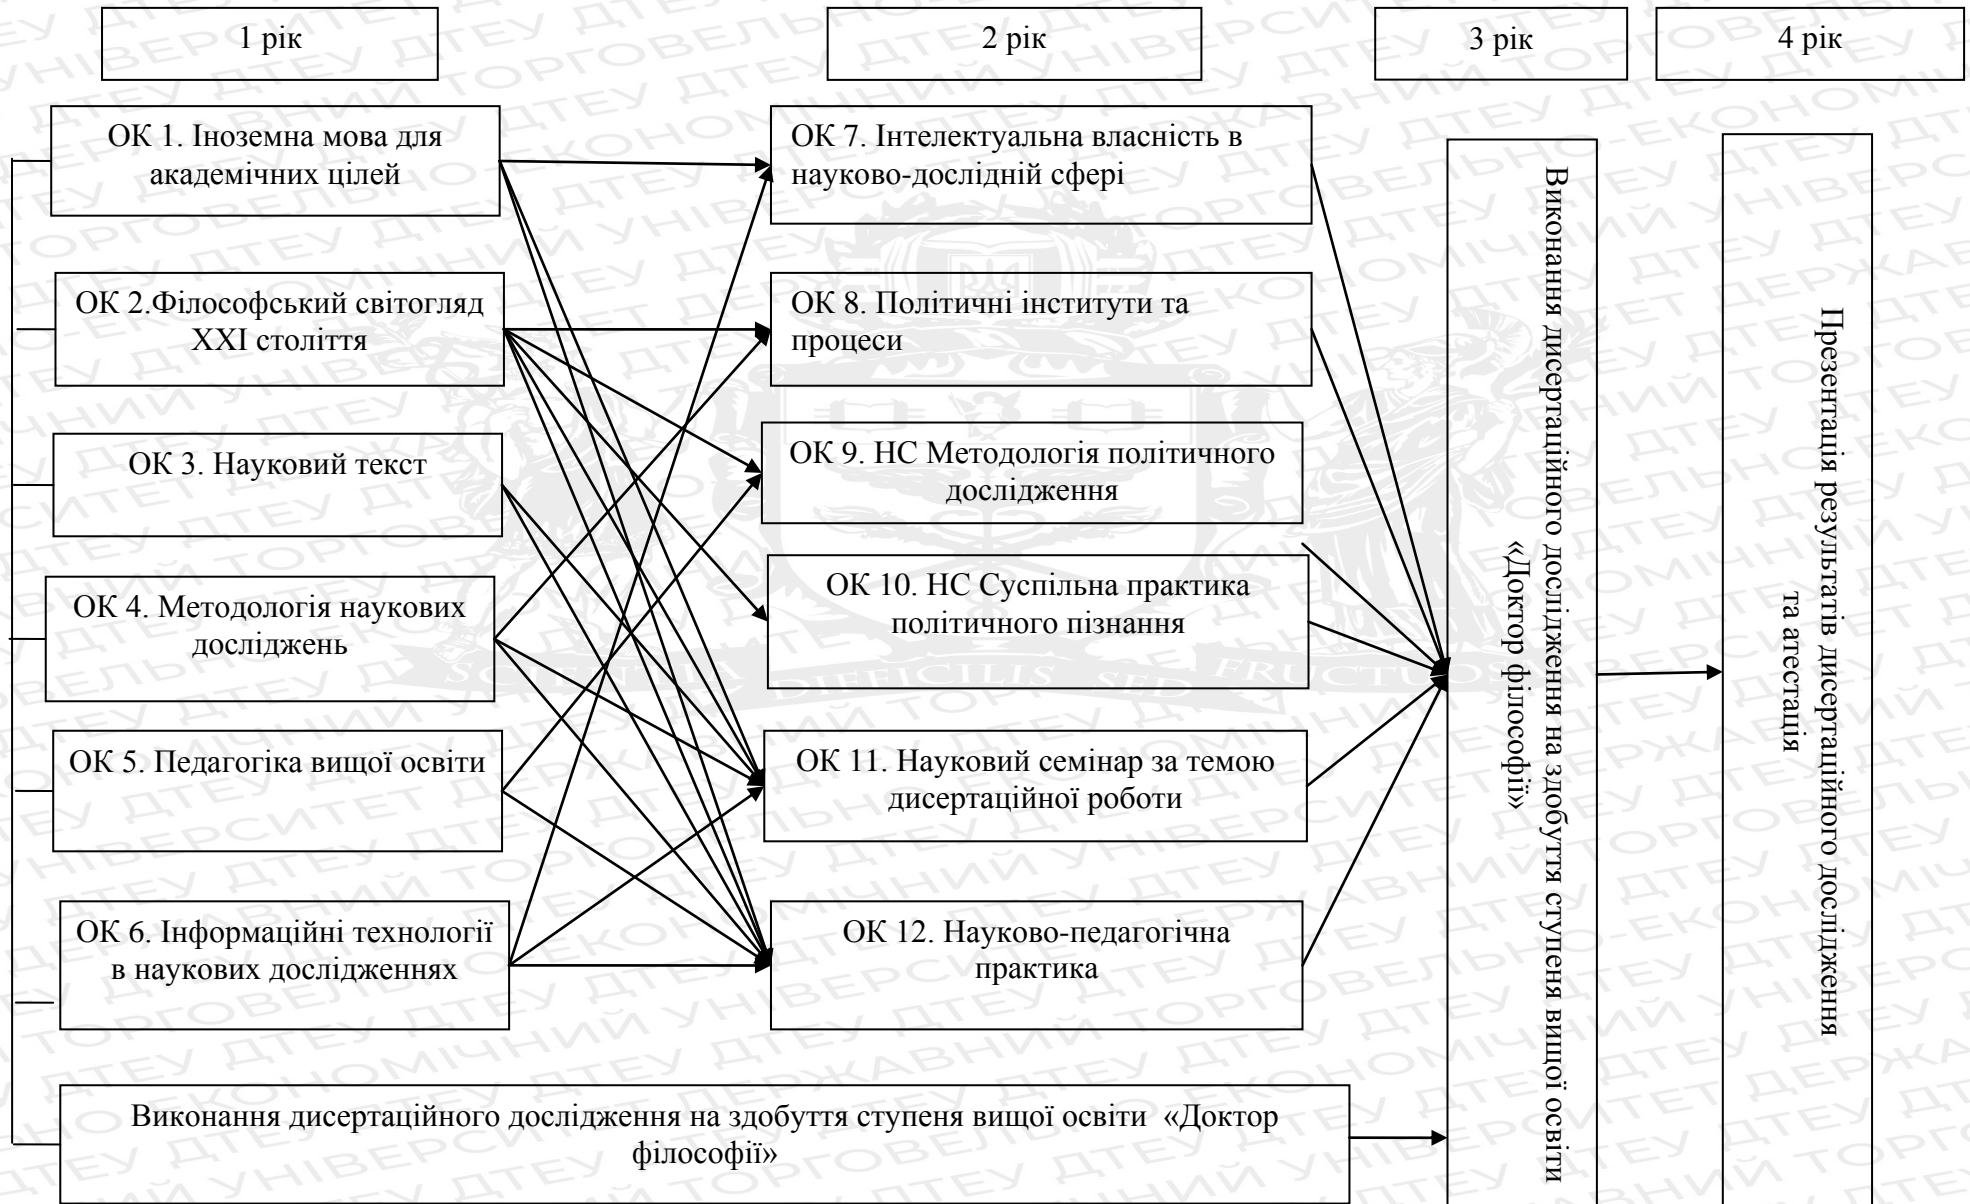 1 рік
2 рік
3 рік
4 рік
ОК 1. Іноземна мова для
академічних цілей
ОК 2.Філософський світогляд
ХХІ століття
ОК 3. Науковий текст
ОК 4. Методологія наукових
досліджень
ОК 5. Педагогіка вищої освіти
ОК 6. Інформаційні технології
в наукових дослідженнях
ОК 7. Інтелектуальна власність в
науково-дослідній сфері
ОК 8. Політичні інститути та
процеси
ОК 9. НС Методологія політичного
дослідження
ОК 10. НС Суспільна практика
політичного пізнання
ОК 11. Науковий семінар за темою
дисертаційної роботи
ОК 12. Науково-педагогічна
практика
Виконання дисертаційного дослідження на здобуття ступеня вищої освіти «Доктор
філософії»
Виконання дисертаційного дослідження на здобуття ступеня вищої освіти
«Доктор філософії»
Презентація результатів дисертаційного дослідження
та атестація